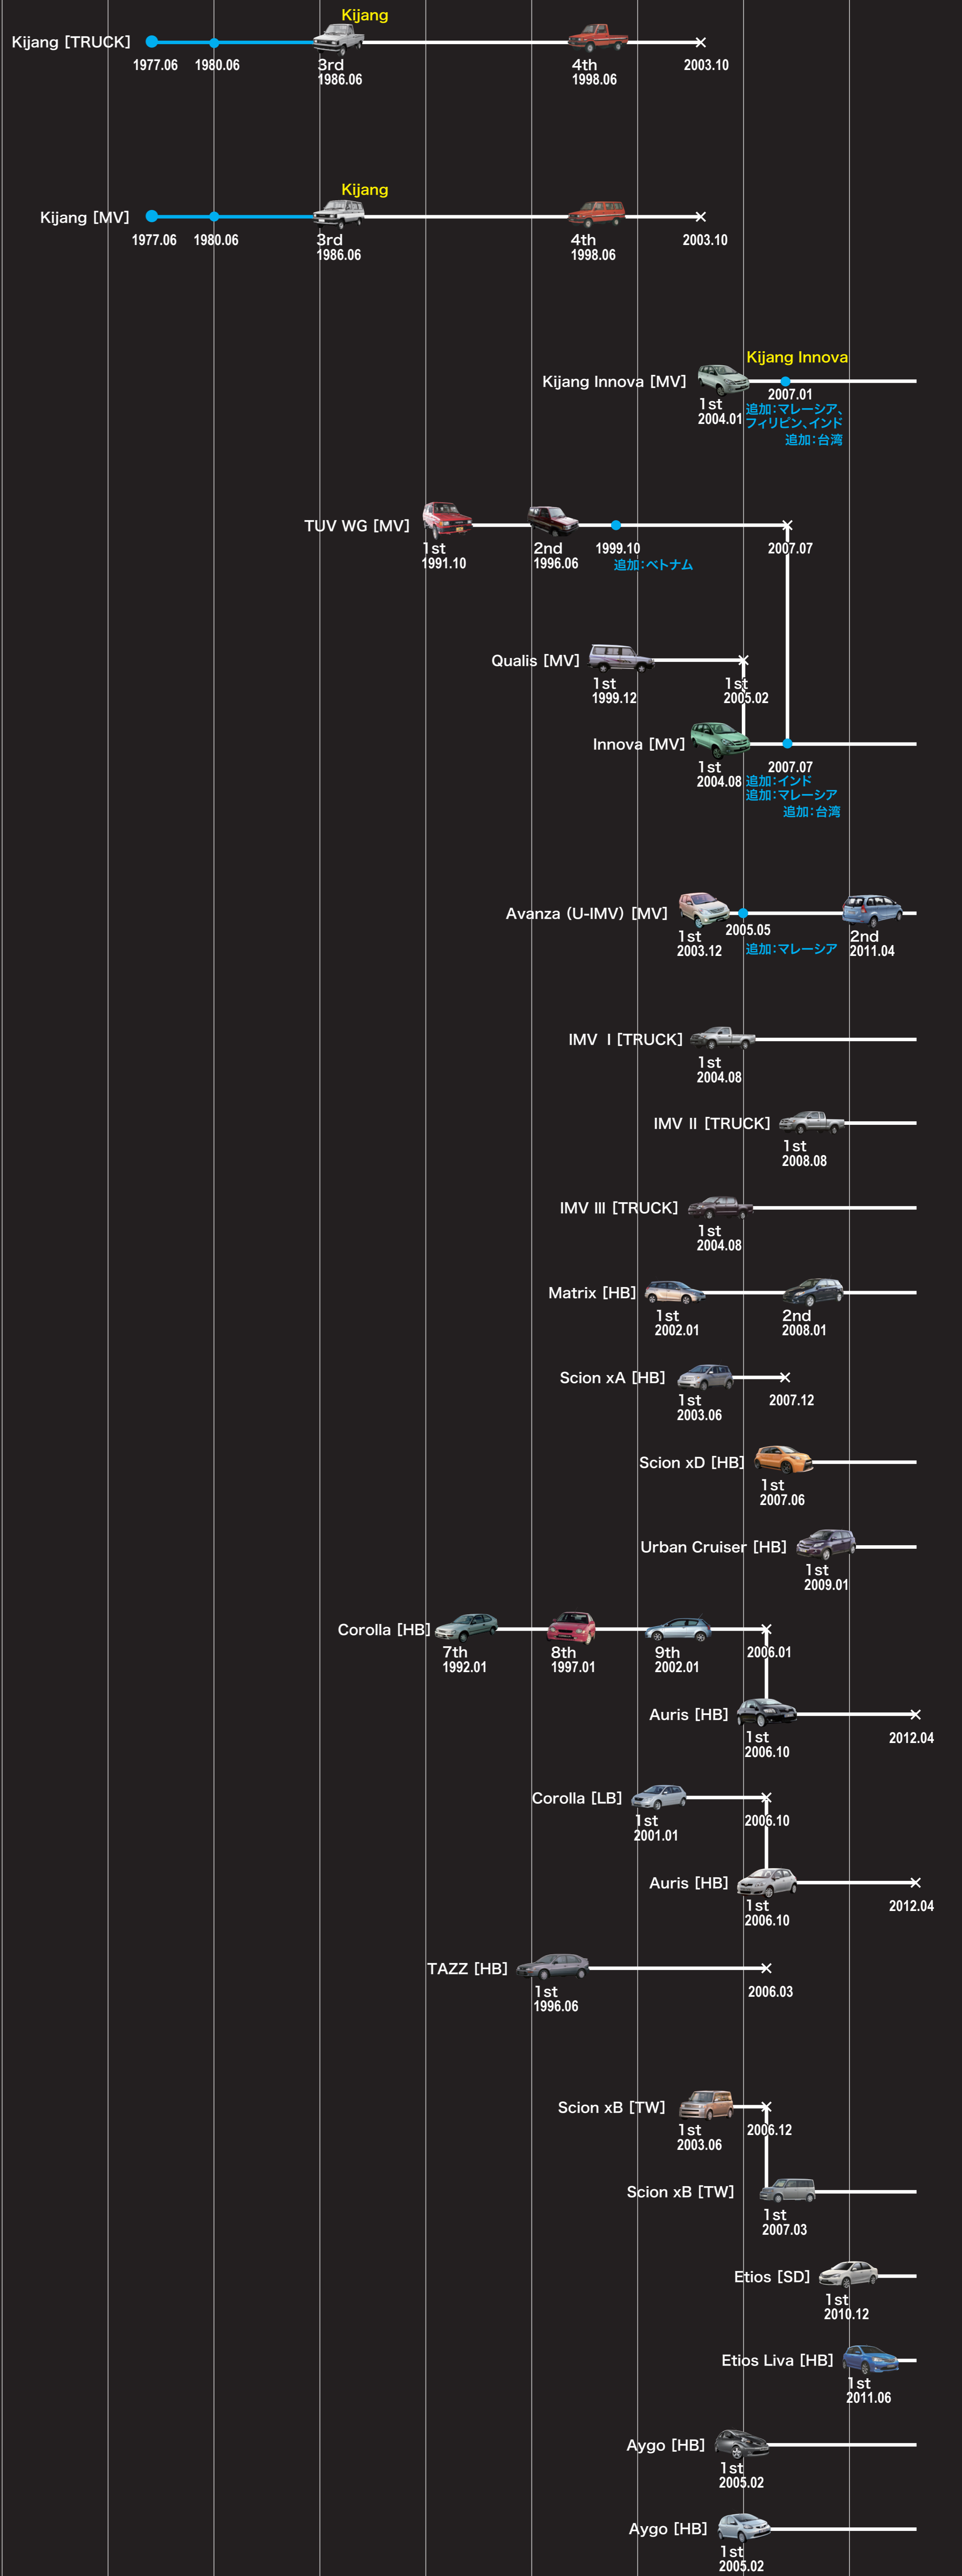 Kijang
Kijang [TRUCK]
1977.06
1980.06
3rd
1986.06
4th
1998.06
2003.10
Kijang
Kijang [MV]
1977.06
1980.06
3rd
1986.06
4th
1998.06
2003.10
Kijang Innova
Kijang Innova [MV]
1st
2004.01
2007.01
追加：マレーシア、
フィリピン、インド
追加：台湾
TUV WG [MV]
1st
1991.10
2nd
1996.06
1999.10
追加：ベトナム
2007.07
Qualis [MV]
1st
1999.12
1st
2005.02
Innova [MV]
1st
2004.08
2007.07
追加：インド
追加：マレーシア
追加：台湾
Avanza (U-IMV) [MV]
1st
2003.12
2005.05
追加：マレーシア
2nd
2011.04
IMV I [TRUCK]
1st
2004.08
IMV II [TRUCK]
1st
2008.08
IMV III [TRUCK]
1st
2004.08
Matrix [HB]
1st
2002.01
2nd
2008.01
Scion xA [HB]
1st
2003.06
2007.12
Scion xD [HB]
1st
2007.06
Urban Cruiser [HB]
1st
2009.01
Corolla [HB]
7th
1992.01
8th
1997.01
9th
2002.01
2006.01
Auris [HB]
1st
2006.10
2012.04
Corolla [LB]
1st
2001.01
2006.10
Auris [HB]
1st
2006.10
2012.04
TAZZ [HB]
1st
1996.06
2006.03
Scion xB [TW]
1st
2003.06
2006.12
Scion xB [TW]
1st
2007.03
Etios [SD]
1st
2010.12
Etios Liva [HB]
1st
2011.06
Aygo [HB]
1st
2005.02
Aygo [HB]
1st
2005.02